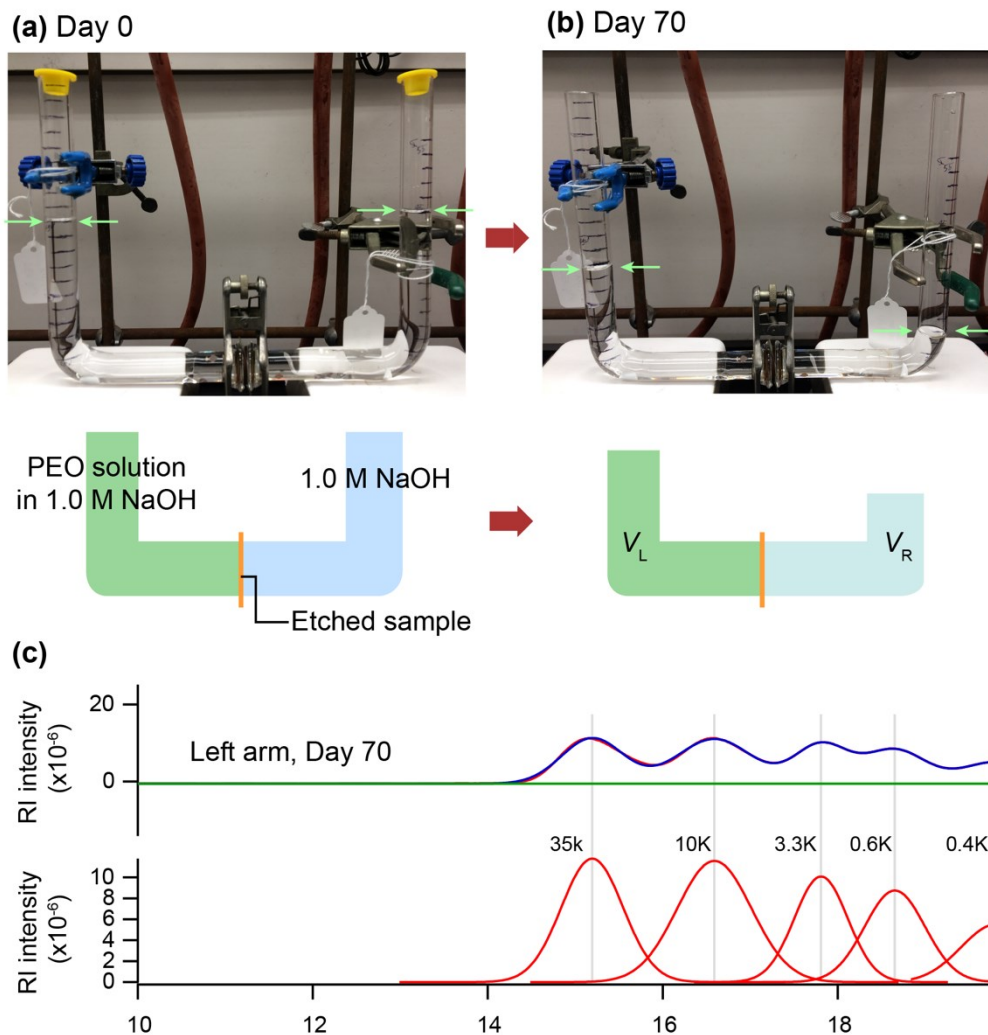 (a) Day 0
(b) Day 70
PEO solution
in 1.0 M NaOH
1.0 M NaOH
Etched sample
V_L
V_R
(c)
RI intensity
(x10⁻⁶)
20
0
Left arm, Day 70
35k
10K
3.3K
0.6K
0.4K
RI intensity
(x10⁻⁶)
10
8
6
4
2
0
10
12
14
16
18